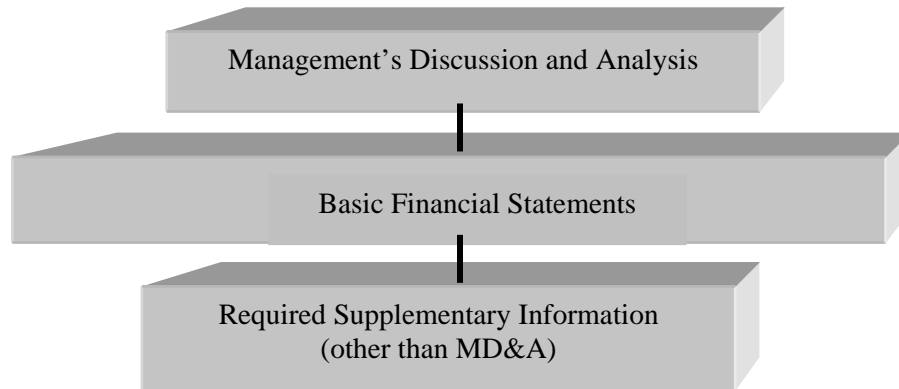 Management’s Discussion and Analysis
Basic Financial Statements
Required Supplementary Information
(other than MD&A)